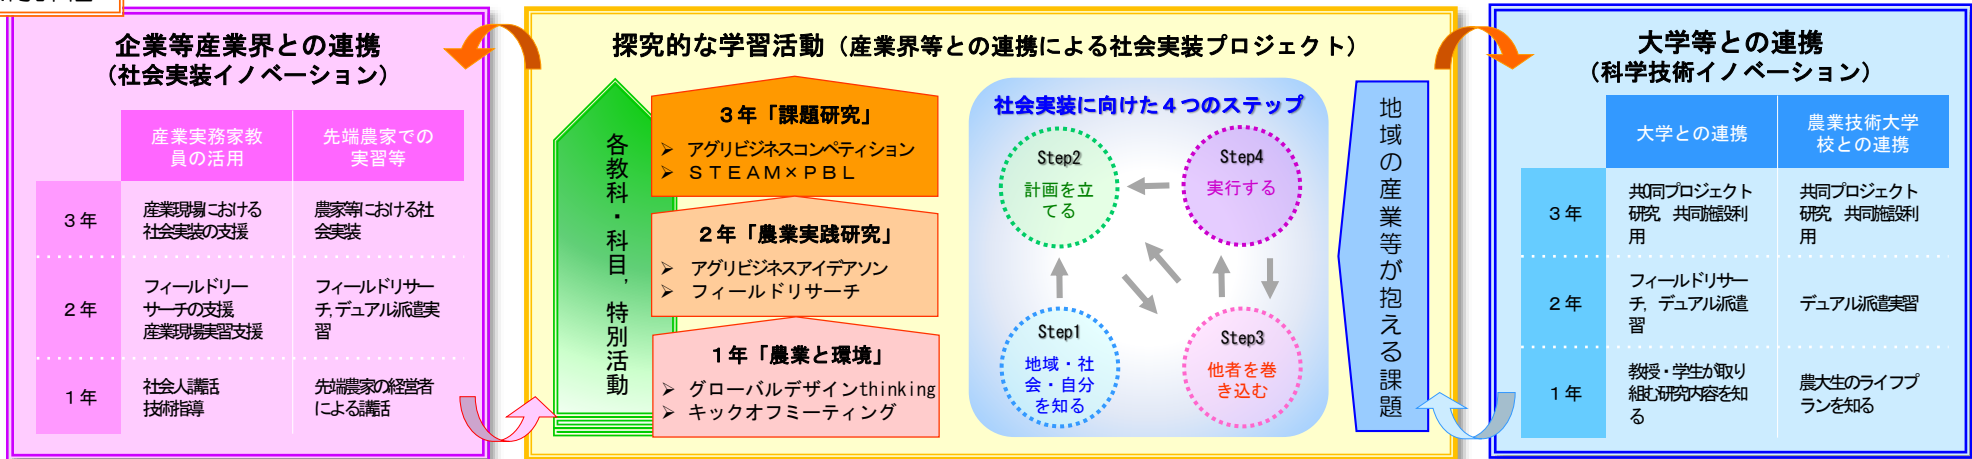 企業等産業界との連携
（社会実装イノベーション）
産業実務家教
員の活用
先端農家での
実習等
3年
産業現場における
社会実装の支援
農家等における社
会実装
2年
フィールドリー
サーチの支援
産業現場実習支援
フィールドリサー
チ,デュアル派遣実
習
1年
社会人講話
技術指導
先端農家の経営者
による講話
探究的な学習活動（産業界等との連携による社会実装プロジェクト）
各教科・科目，特別活動
3年「課題研究」
➢ アグリビジネスコンペティション
➢ ＳＴＥＡＭ×ＰＢＬ
2年「農業実践研究」
➢ アグリビジネスアイデアソン
➢ フィールドリサーチ
1年「農業と環境」
➢ グローバルデザインthinking
➢ キックオフミーティング
社会実装に向けた４つのステップ
Step2
計画を立
てる
Step4
実行する
Step1
地域・社
会・自分
を知る
Step3
他者を巻
き込む
地域の産業等が抱える課題
大学等との連携
（科学技術イノベーション）
大学との連携
農業技術大学
校との連携
3年
共同プロジェクト
研究，共同施設利
用
共同プロジェクト
研究，共同施設利
用
2年
フィールドリサー
チ，デュアル派遣
習
デュアル派遣実習
1年
教授・学生が取り
組む研究内容を知
る
農大生のライフプ
ランを知る